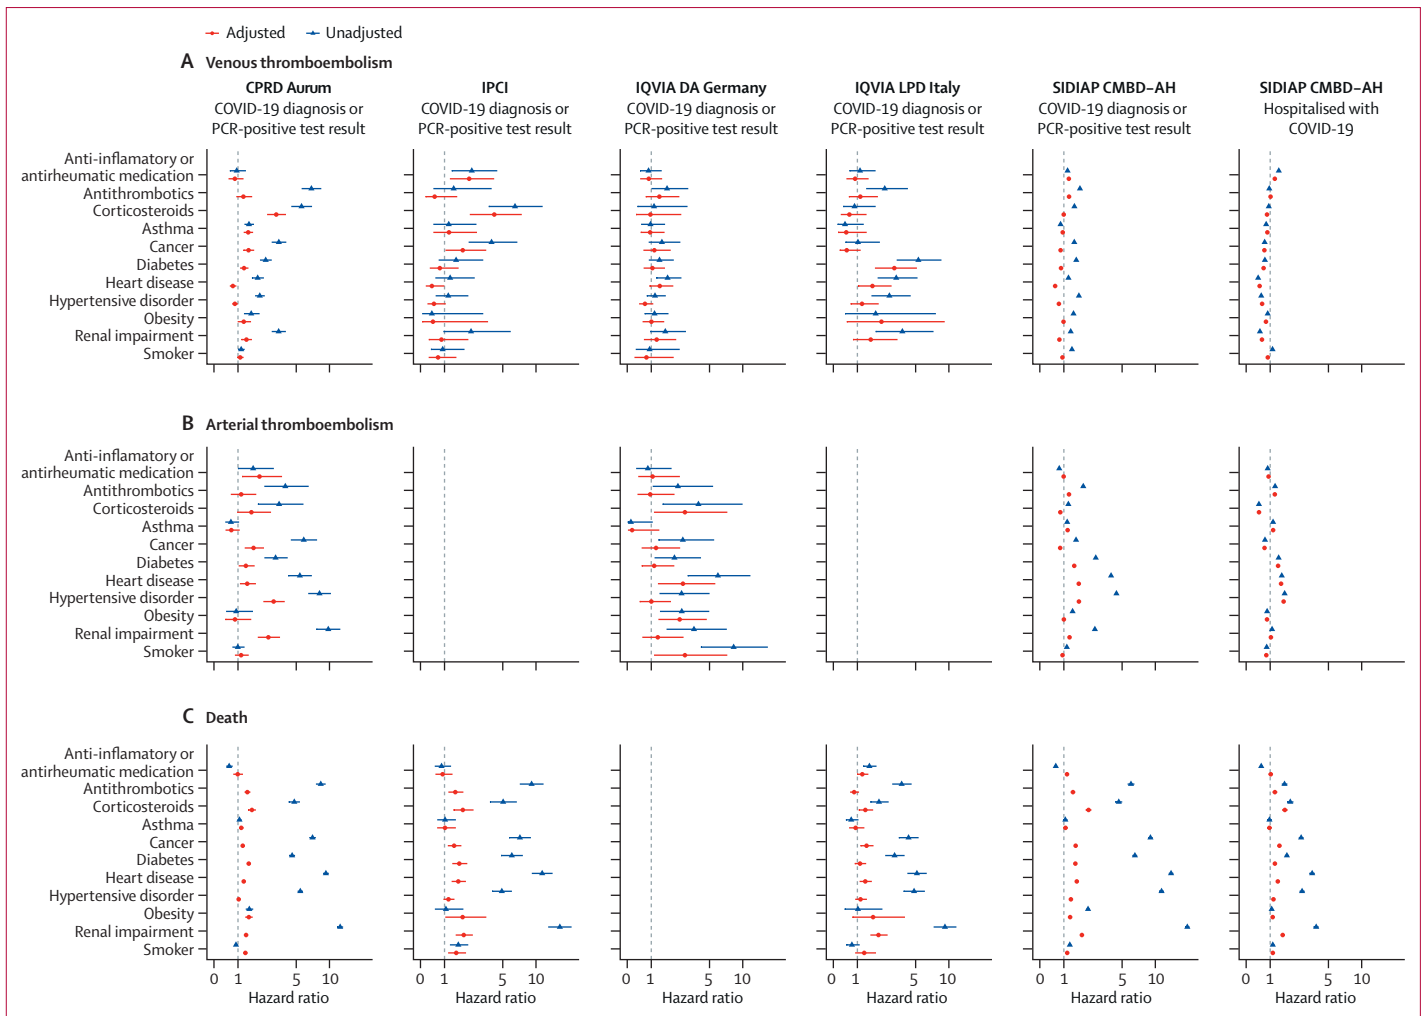 Adjusted Unadjusted
A Venous thromboembolism
CPRD Aurum
COVID-19 diagnosis or
PCR-positive test result
IPCI
COVID-19 diagnosis or
PCR-positive test result
IQVIA DA Germany
COVID-19 diagnosis or
PCR-positive test result
IQVIA LPD Italy
COVID-19 diagnosis or
PCR-positive test result
SIDIAP CMBD–AH
COVID-19 diagnosis or
PCR-positive test result
SIDIAP CMBD–AH
Hospitalised with
COVID-19
Anti-inflamatory or
antirheumatic medication
Antithrombotics
Corticosteroids
Asthma
Cancer
Diabetes
Heart disease
Hypertensive disorder
Obesity
Renal impairment
Smoker
B Arterial thromboembolism
Anti-inflamatory or
antirheumatic medication
Antithrombotics
Corticosteroids
Asthma
Cancer
Diabetes
Heart disease
Hypertensive disorder
Obesity
Renal impairment
Smoker
C Death
Anti-inflamatory or
antirheumatic medication
Antithrombotics
Corticosteroids
Asthma
Cancer
Diabetes
Heart disease
Hypertensive disorder
Obesity
Renal impairment
Smoker
0 1 5 10
Hazard ratio
0 1 5 10
Hazard ratio
0 1 5 10
Hazard ratio
0 1 5 10
Hazard ratio
0 1 5 10
Hazard ratio
0 1 5 10
Hazard ratio